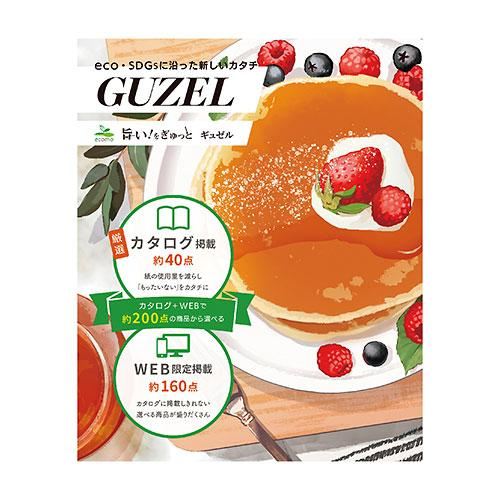 eco・SDGsに沿った新しいカタチ
GUZEL
ecomo
旨・い！をぎゅっと ギュゼル
厳選
カタログ掲載
約40点
紙の使用量を減らし
「もったいない」をカタチに
カタログ+WEBで
約200点の商品から選べる
WEB限定掲載
約160点
カタログに掲載しきれない
選べる商品が盛りだくさん